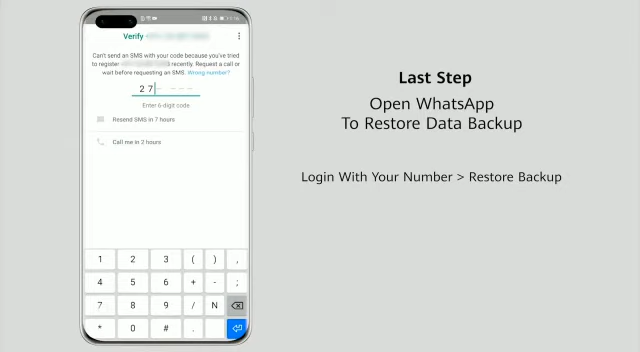 Verify
Can't send an SMS with your code because you've tried
to register recently. Request a call or
wait before requesting an SMS. Wrong number?
2 7
Enter 6-digit code
Resend SMS in 7 hours
Call me in 2 hours
1 2 3 ( ) ,
4 5 6 + - ;
7 8 9 / N
* 0 # .
Last Step
Open WhatsApp
To Restore Data Backup
Login With Your Number > Restore Backup